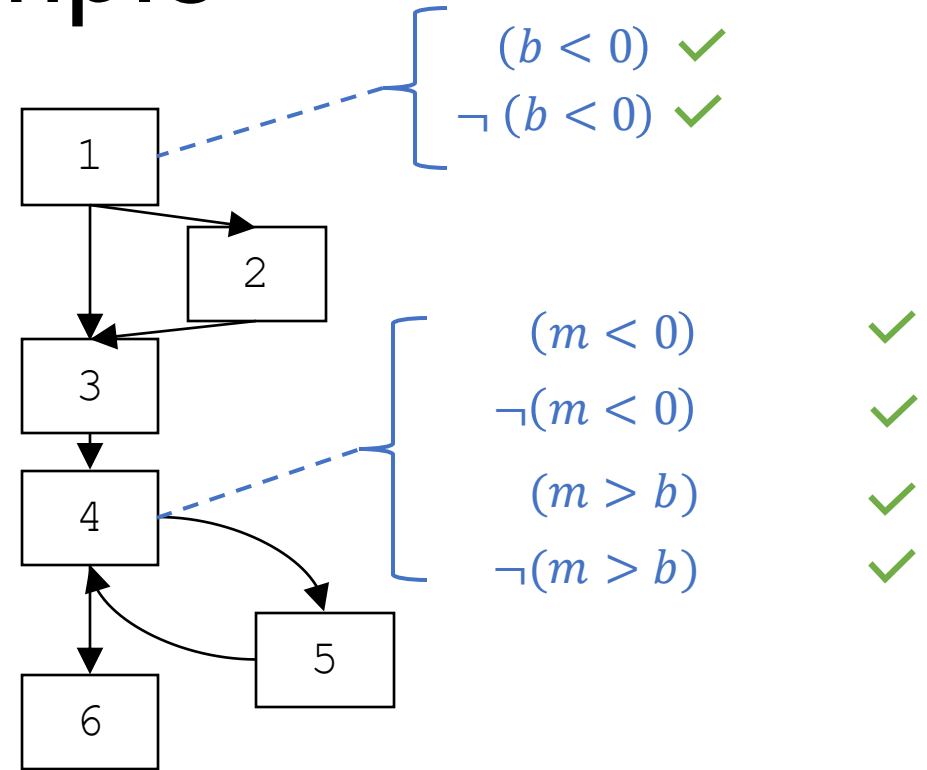 (b < 0)
¬ (b < 0)
1
2
(m < 0)
3
¬(m < 0)
(m > b)
4
¬(m > b)
5
6